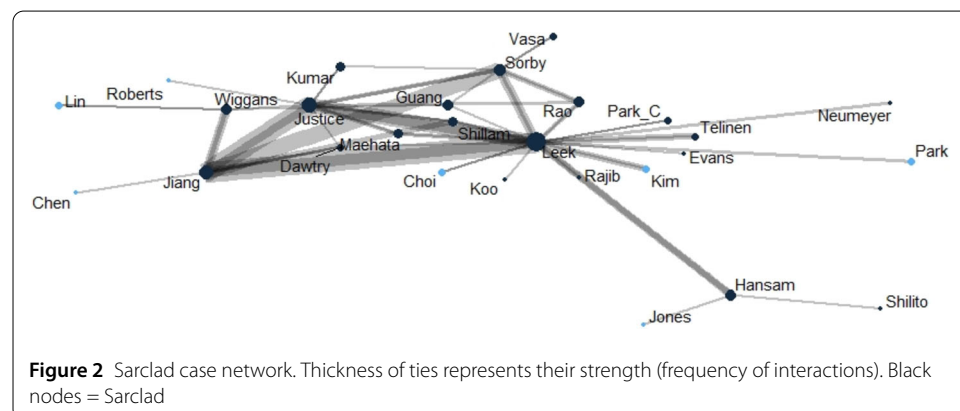 Vasa
Sorby
Kumar
Lin
Roberts
Wiggans
Guang
Rao
Park_C
Neumeyer
Justice
Shillam
Telinen
Maehata
Leek
Evans
Park
Dawtry
Jiang
Choi
Koo
Rajib
Kim
Chen
Hansam
Shilito
Jones
Figure 2 Sarclad case network. Thickness of ties represents their strength (frequency of interactions). Black
nodes = Sarclad